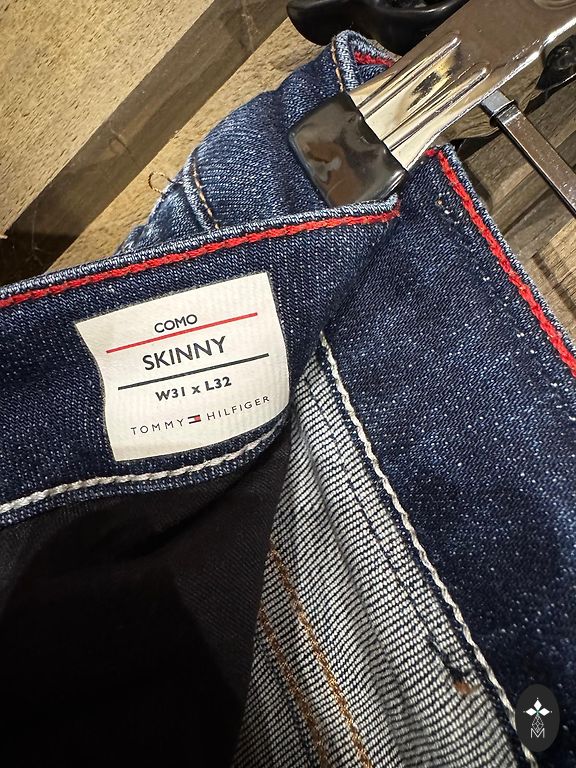 COMO
SKINNY
W31 x L32
TOMMY HILFIGER
M